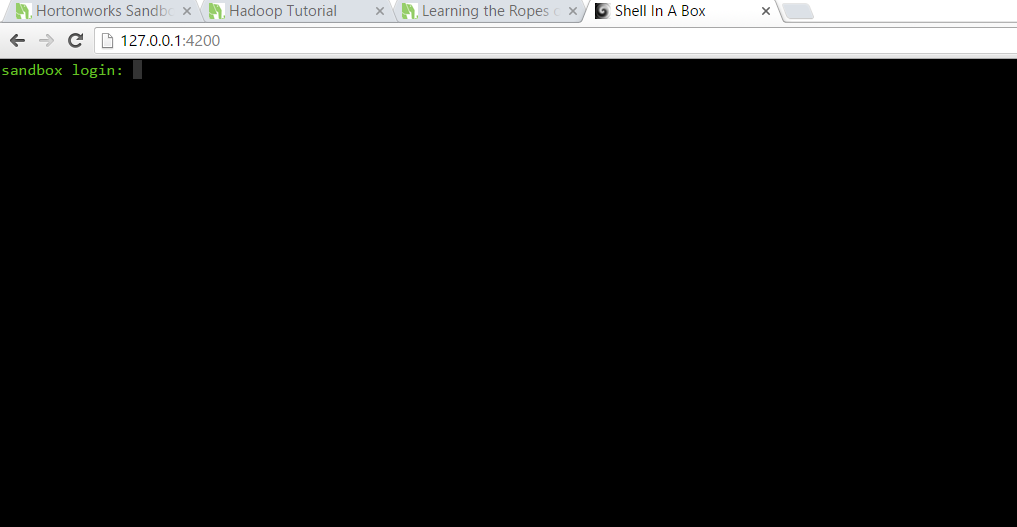 Hortonworks Sandbo
Hadoop Tutorial
Learning the Ropes o
Shell In A Box
127.0.0.1:4200
sandbox login: